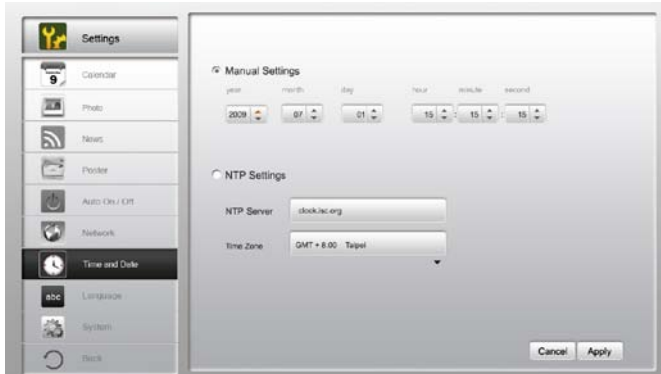 Settings
9
Calendar
Photo
News
Poster
Auto On / Off
Network
Time and Date
abc
Language
System
Back
Manual Settings
year month day hour minute second
2009 07 01 15 : 15 : 15
NTP Settings
NTP Server clock.isc.org
Time Zone GMT + 8.00 Taipei
Cancel Apply